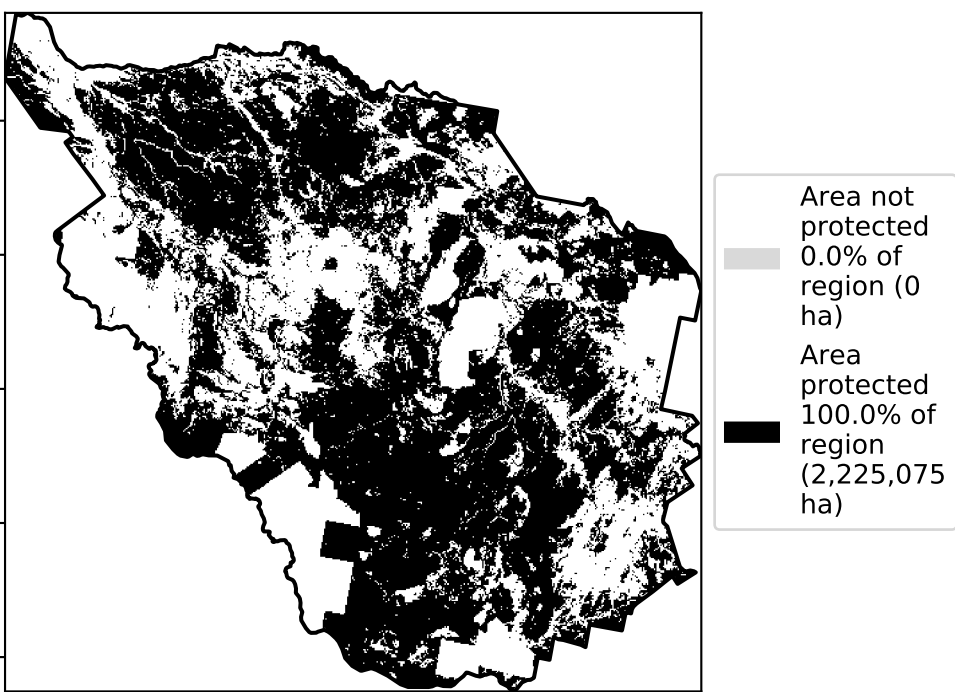 Area not
protected
0.0% of
region (0
ha)
Area
protected
100.0% of
region
(2,225,075
ha)